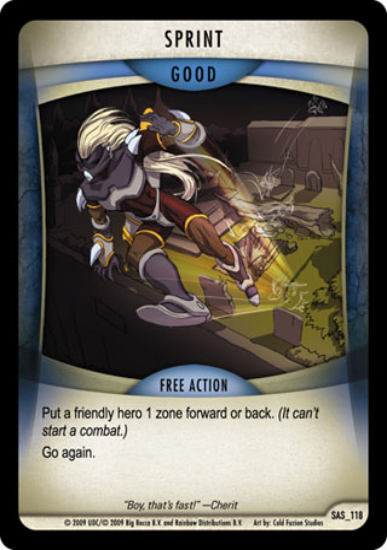 SPRINT
GOOD
FREE ACTION
Put a friendly hero 1 zone forward or back. (It can't
start a combat.)
Go again.
"Boy, that's fast!" —Cherit
© 2009 UDC/© 2009 Big Bocca B.V. and Rainbow Distributions B.V. Art by: Cold Fusion Studios
SAS_118